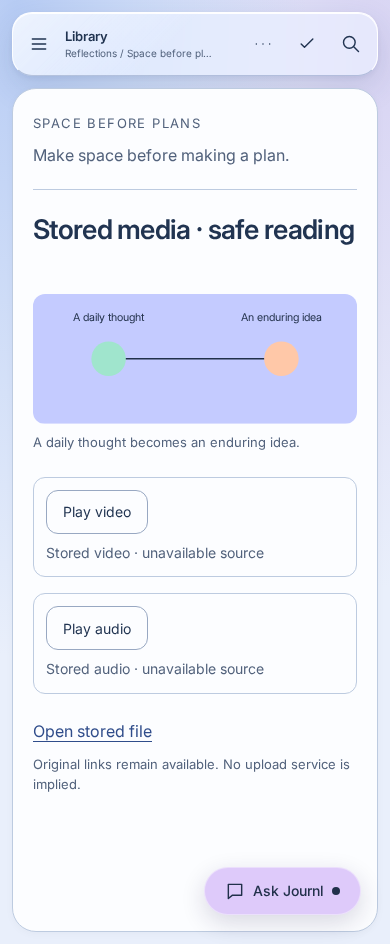 Library
Reflections / Space before pl...
SPACE BEFORE PLANS
Make space before making a plan.
Stored media · safe reading
A daily thought
An enduring idea
A daily thought becomes an enduring idea.
Play video
Stored video · unavailable source
Play audio
Stored audio · unavailable source
Open stored file
Original links remain available. No upload service is
implied.
Ask Journl